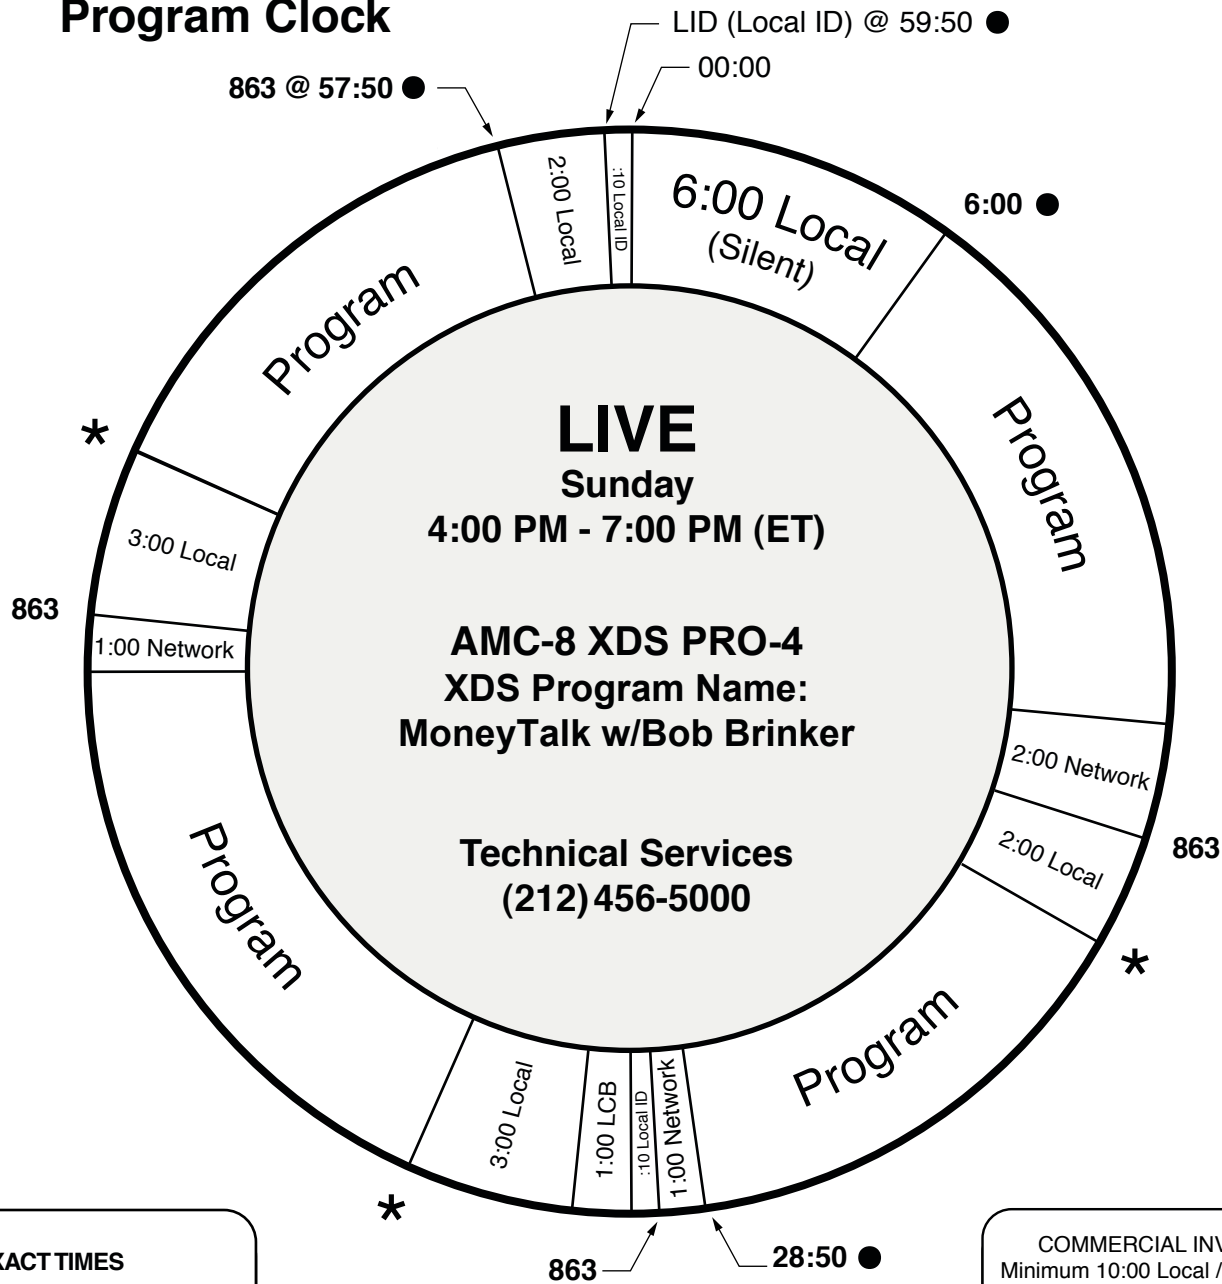 Program Clock
LID (Local ID) @ 59:50 ●
00:00
863 @ 57:50 ●
6:00 Local
(Silent)
6:00 ●
Program
2:00 Network
863
2:00 Local
*
Program
28:50 ●
1:00 Network
863
:10 Local ID
1:00 LCB
3:00 Local
*
Program
1:00 Network
863
3:00 Local
*
Program
2:00 Local
:10 Local ID
LIVE
Sunday
4:00 PM - 7:00 PM (ET)
AMC-8 XDS PRO-4
XDS Program Name:
MoneyTalk w/Bob Brinker
Technical Services
(212) 456-5000
XACT TIMES
COMMERCIAL INV
Minimum 10:00 Local /